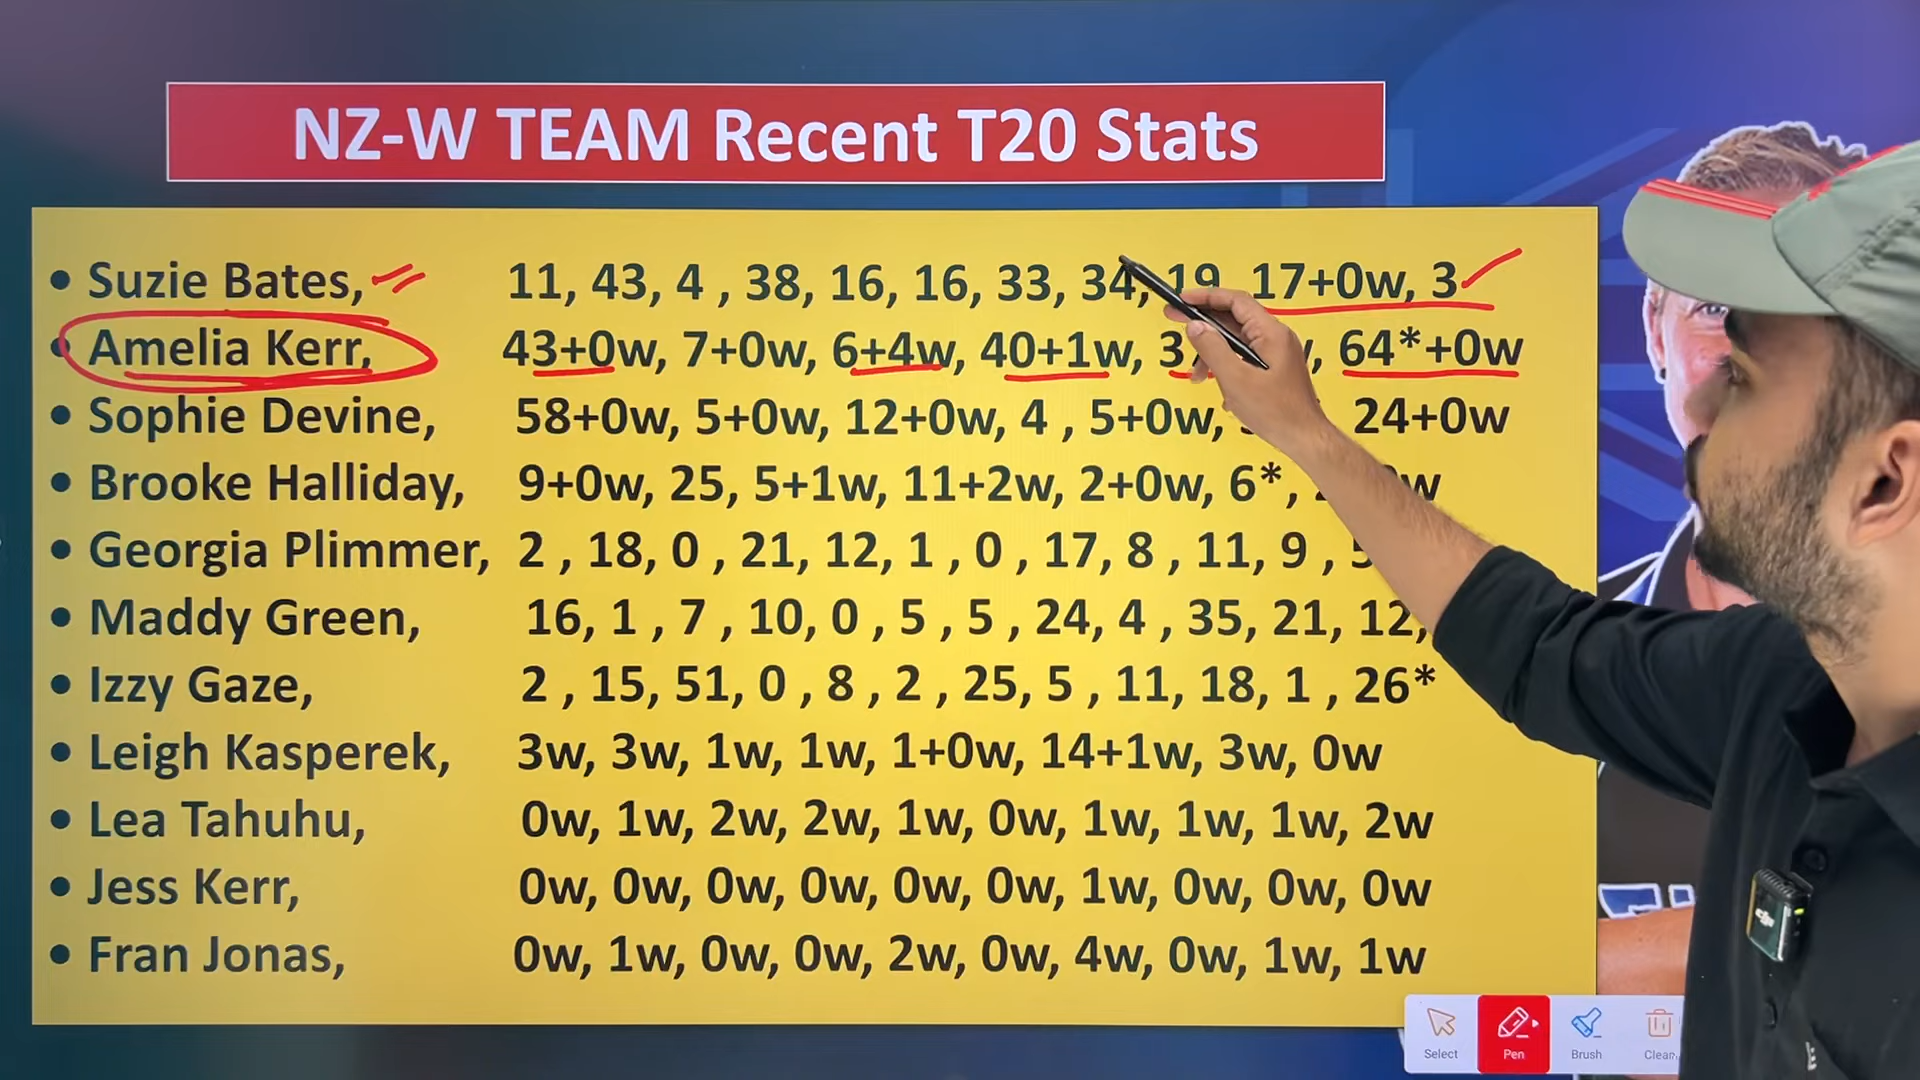 NZ-W TEAM Recent T20 Stats
• Suzie Bates, 11, 43, 4 , 38, 16, 16, 33, 34, 19, 17+0w, 3
• Amelia Kerr, 43+0w, 7+0w, 6+4w, 40+1w, 64*+0w
• Sophie Devine, 58+0w, 5+0w, 12+0w, 4 , 5+0w, 24+0w
• Brooke Halliday, 9+0w, 25, 5+1w, 11+2w, 2+0w, 6*,
• Georgia Plimmer, 2 , 18, 0 , 21, 12, 1 , 0 , 17, 8 , 11, 9 ,
• Maddy Green, 16, 1 , 7 , 10, 0 , 5 , 5 , 24, 4 , 35, 21, 12,
• Izzy Gaze, 2 , 15, 51, 0 , 8 , 2 , 25, 5 , 11, 18, 1 , 26*
• Leigh Kasperek, 3w, 3w, 1w, 1w, 1+0w, 14+1w, 3w, 0w
• Lea Tahuhu, 0w, 1w, 2w, 2w, 1w, 0w, 1w, 1w, 1w, 2w
• Jess Kerr, 0w, 0w, 0w, 0w, 0w, 0w, 1w, 0w, 0w, 0w
• Fran Jonas, 0w, 1w, 0w, 0w, 2w, 0w, 4w, 0w, 1w, 1w
Select Pen Brush Clear